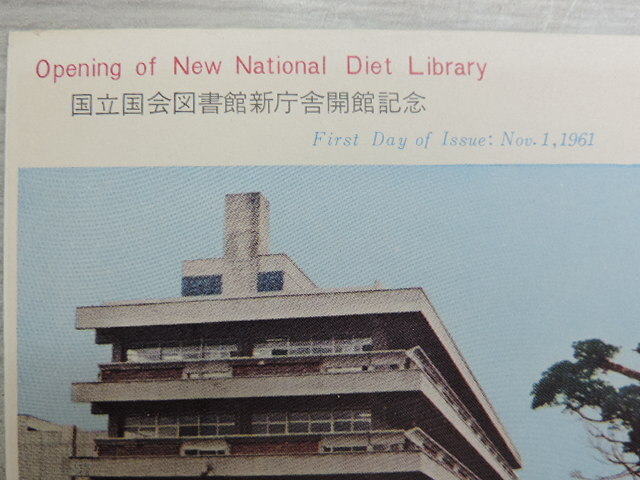 Opening of New National Diet Library
国立国会図書館新庁舎開館記念
First Day of Issue: Nov. 1, 1961